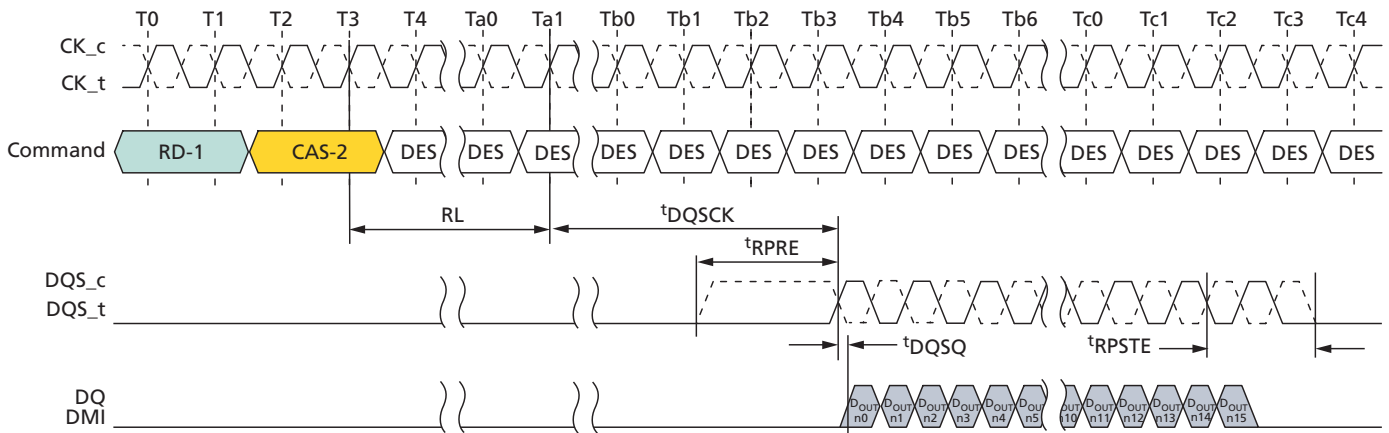 T0 T1 T2 T3 T4 Ta0 Ta1 Tb0 Tb1 Tb2 Tb3 Tb4 Tb5 Tb6 Tc0 Tc1 Tc2 Tc3 Tc4
CK_c
CK_t
Command RD-1 CAS-2 DES DES DES DES DES DES DES DES DES DES DES DES DES DES DES
RL tDQSCK
tRPRE
DQS_c
DQS_t
tDQSQ tRPSTE
DQ
DMI
DOUT n0 DOUT n1 DOUT n2 DOUT n3 DOUT n4 DOUT n5 DOUT n10 DOUT n11 DOUT n12 DOUT n13 DOUT n14 DOUT n15